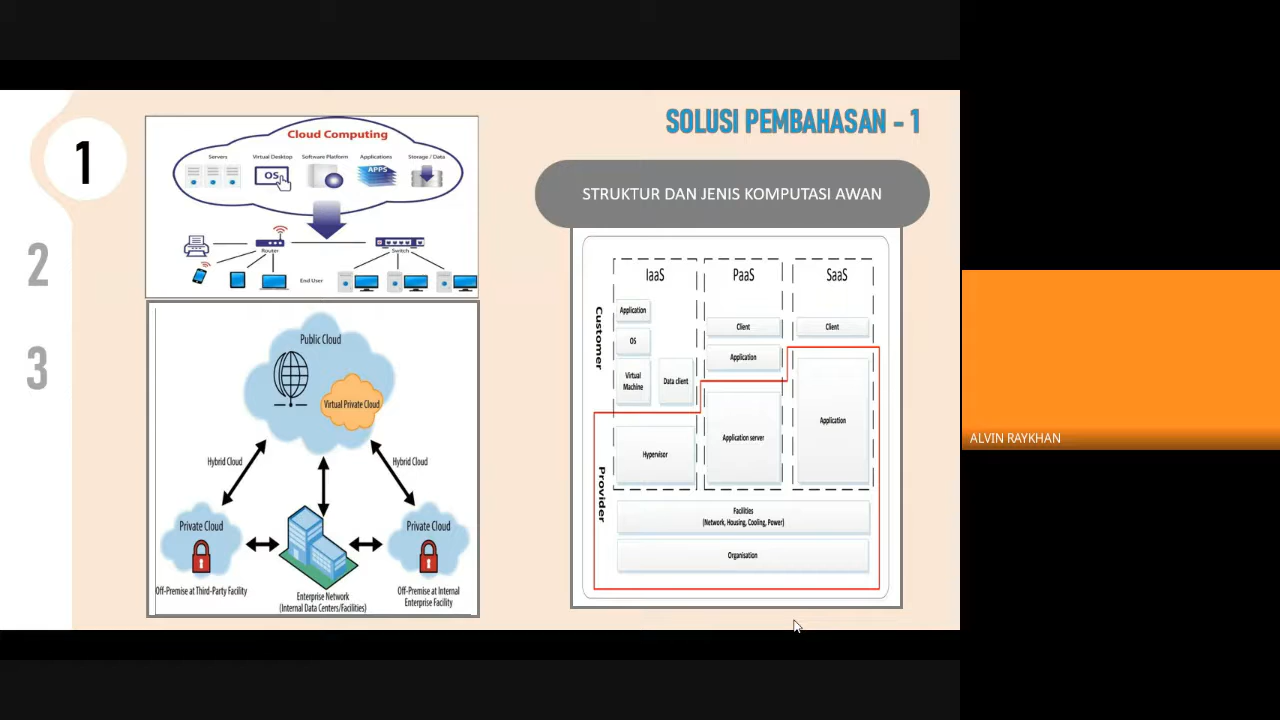 SOLUSI PEMBAHASAN - 1
1
2
3
Cloud Computing
Servers
Virtual Desktop
Software Platform
Applications
Storage / Data
OS
APPS
Router
Switch
End User
Public Cloud
Virtual Private Cloud
Hybrid Cloud
Hybrid Cloud
Private Cloud
Private Cloud
Off-Premise at Third-Party Facility
Enterprise Network
(Internal Data Centers/Facilities)
Off-Premise at Internal
Enterprise Facility
STRUKTUR DAN JENIS KOMPUTASI AWAN
IaaS
PaaS
SaaS
Customer
Application
OS
Virtual
Machine
Data client
Client
Application
Client
Provider
Hypervisor
Application server
Application
Facilities
(Network, Housing, Cooling, Power)
Organisation
ALVIN RAYKHAN